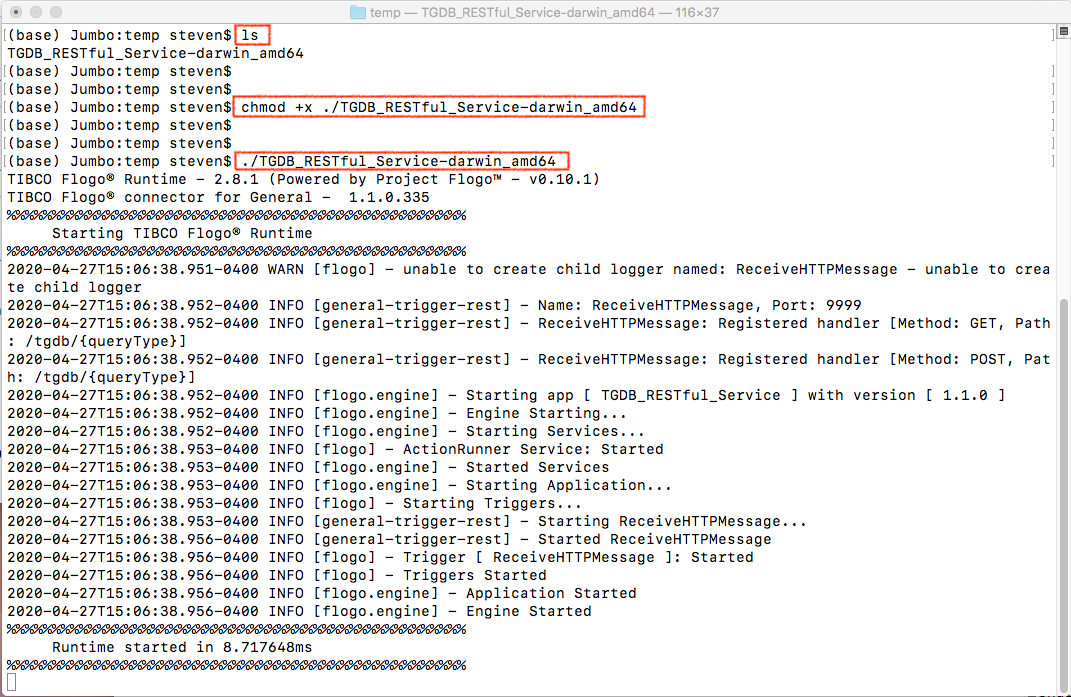 temp — TGDB_RESTful_Service-darwin_amd64 — 116×37
[(base) Jumbo:temp steven$ ls ]
TGDB_RESTful_Service-darwin_amd64
[(base) Jumbo:temp steven$ ]
[(base) Jumbo:temp steven$ ]
[(base) Jumbo:temp steven$ chmod +x ./TGDB_RESTful_Service-darwin_amd64 ]
[(base) Jumbo:temp steven$ ]
[(base) Jumbo:temp steven$ ]
[(base) Jumbo:temp steven$ ./TGDB_RESTful_Service-darwin_amd64 ]
TIBCO Flogo® Runtime - 2.8.1 (Powered by Project Flogo™ - v0.10.1)
TIBCO Flogo® connector for General -  1.1.0.335
%%%%%%%%%%%%%%%%%%%%%%%%%%%%%%%%%%%%%%%%%%%%%%%%%%%
Starting TIBCO Flogo® Runtime
%%%%%%%%%%%%%%%%%%%%%%%%%%%%%%%%%%%%%%%%%%%%%%%%%%%
2020-04-27T15:06:38.951-0400 WARN [flogo] - unable to create child logger named: ReceiveHTTPMessage - unable to crea
te child logger
2020-04-27T15:06:38.952-0400 INFO [general-trigger-rest] - Name: ReceiveHTTPMessage, Port: 9999
2020-04-27T15:06:38.952-0400 INFO [general-trigger-rest] - ReceiveHTTPMessage: Registered handler [Method: GET, Path
: /tgdb/{queryType}]
2020-04-27T15:06:38.952-0400 INFO [general-trigger-rest] - ReceiveHTTPMessage: Registered handler [Method: POST, Pat
h: /tgdb/{queryType}]
2020-04-27T15:06:38.952-0400 INFO [flogo.engine] - Starting app [ TGDB_RESTful_Service ] with version [ 1.1.0 ]
2020-04-27T15:06:38.952-0400 INFO [flogo.engine] - Engine Starting...
2020-04-27T15:06:38.952-0400 INFO [flogo.engine] - Starting Services...
2020-04-27T15:06:38.953-0400 INFO [flogo] - ActionRunner Service: Started
2020-04-27T15:06:38.953-0400 INFO [flogo.engine] - Started Services
2020-04-27T15:06:38.953-0400 INFO [flogo.engine] - Starting Application...
2020-04-27T15:06:38.953-0400 INFO [flogo] - Starting Triggers...
2020-04-27T15:06:38.953-0400 INFO [general-trigger-rest] - Starting ReceiveHTTPMessage...
2020-04-27T15:06:38.956-0400 INFO [general-trigger-rest] - Started ReceiveHTTPMessage
2020-04-27T15:06:38.956-0400 INFO [flogo] - Trigger [ ReceiveHTTPMessage ]: Started
2020-04-27T15:06:38.956-0400 INFO [flogo] - Triggers Started
2020-04-27T15:06:38.956-0400 INFO [flogo.engine] - Application Started
2020-04-27T15:06:38.956-0400 INFO [flogo.engine] - Engine Started
%%%%%%%%%%%%%%%%%%%%%%%%%%%%%%%%%%%%%%%%%%%%%%%%%%%
Runtime started in 8.717648ms
%%%%%%%%%%%%%%%%%%%%%%%%%%%%%%%%%%%%%%%%%%%%%%%%%%%